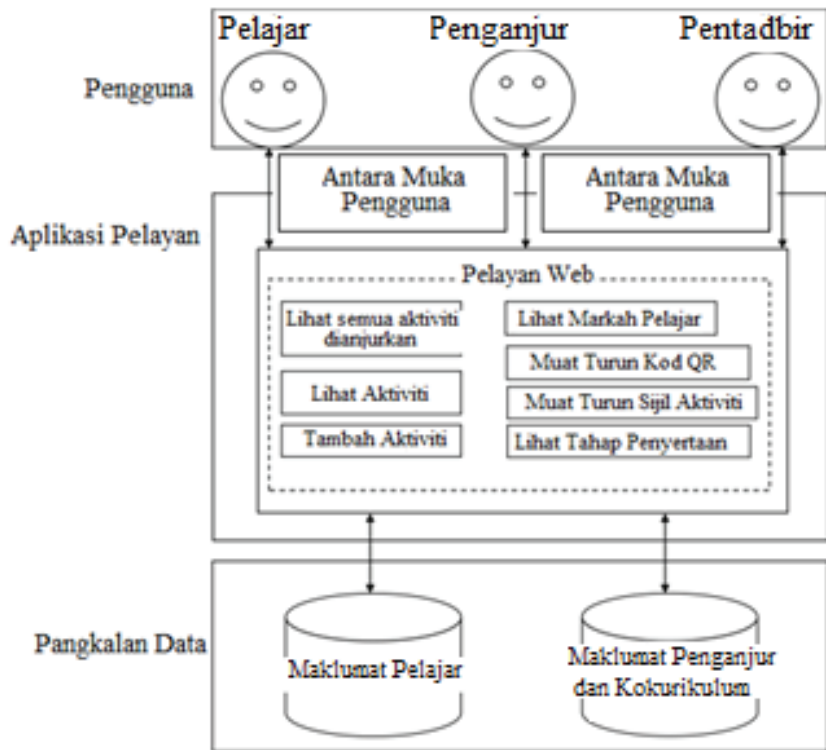 Pelajar
Penganjur
Pentadbir
Pengguna
Antara Muka
Pengguna
Antara Muka
Pengguna
Aplikasi Pelayan
Pelayan Web
Lihat semua aktiviti
dianjurkan
Lihat Aktiviti
Tambah Aktiviti
Lihat Markah Pelajar
Muat Turun Kod QR
Muat Turun Sijil Aktiviti
Lihat Tahap Penyertaan
Pangkalan Data
Maklumat Pelajar
Maklumat Penganjur
dan Kokurikulum